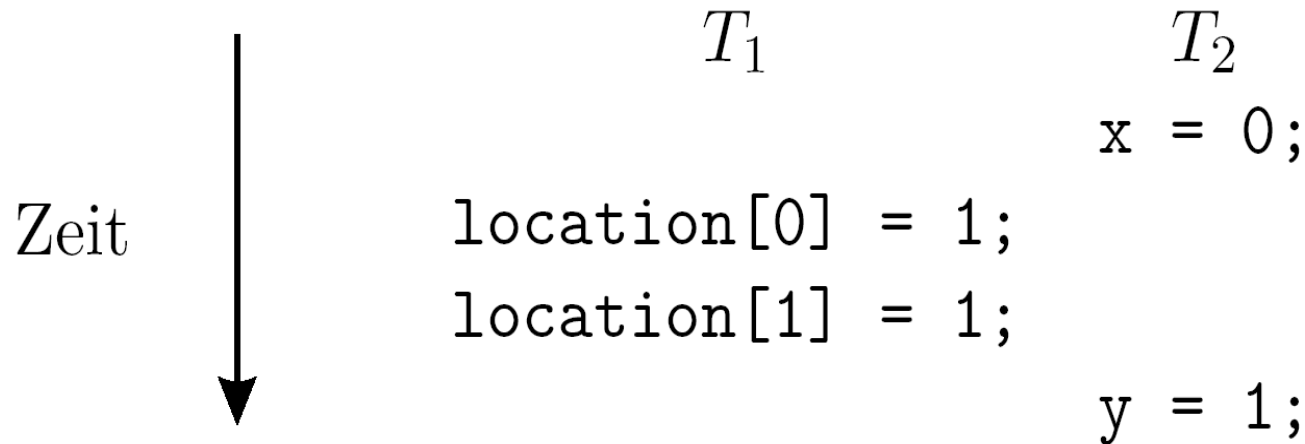 T₁ T₂
x = 0;
Zeit
location[0] = 1;
location[1] = 1;
y = 1;